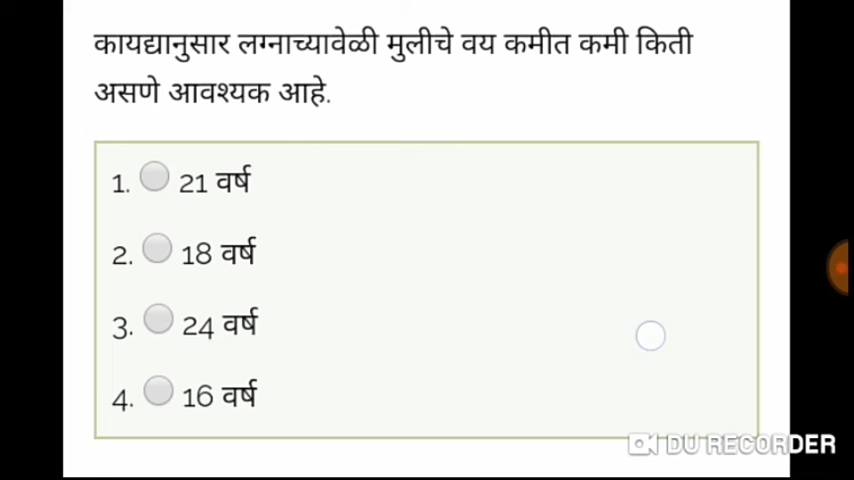 कायद्यानुसार लग्नाच्यावेळी मुलीचे वय कमीत कमी किती
असणे आवश्यक आहे.
1. 21 वर्ष
2. 18 वर्ष
3. 24 वर्ष
4. 16 वर्ष
DU RECORDER